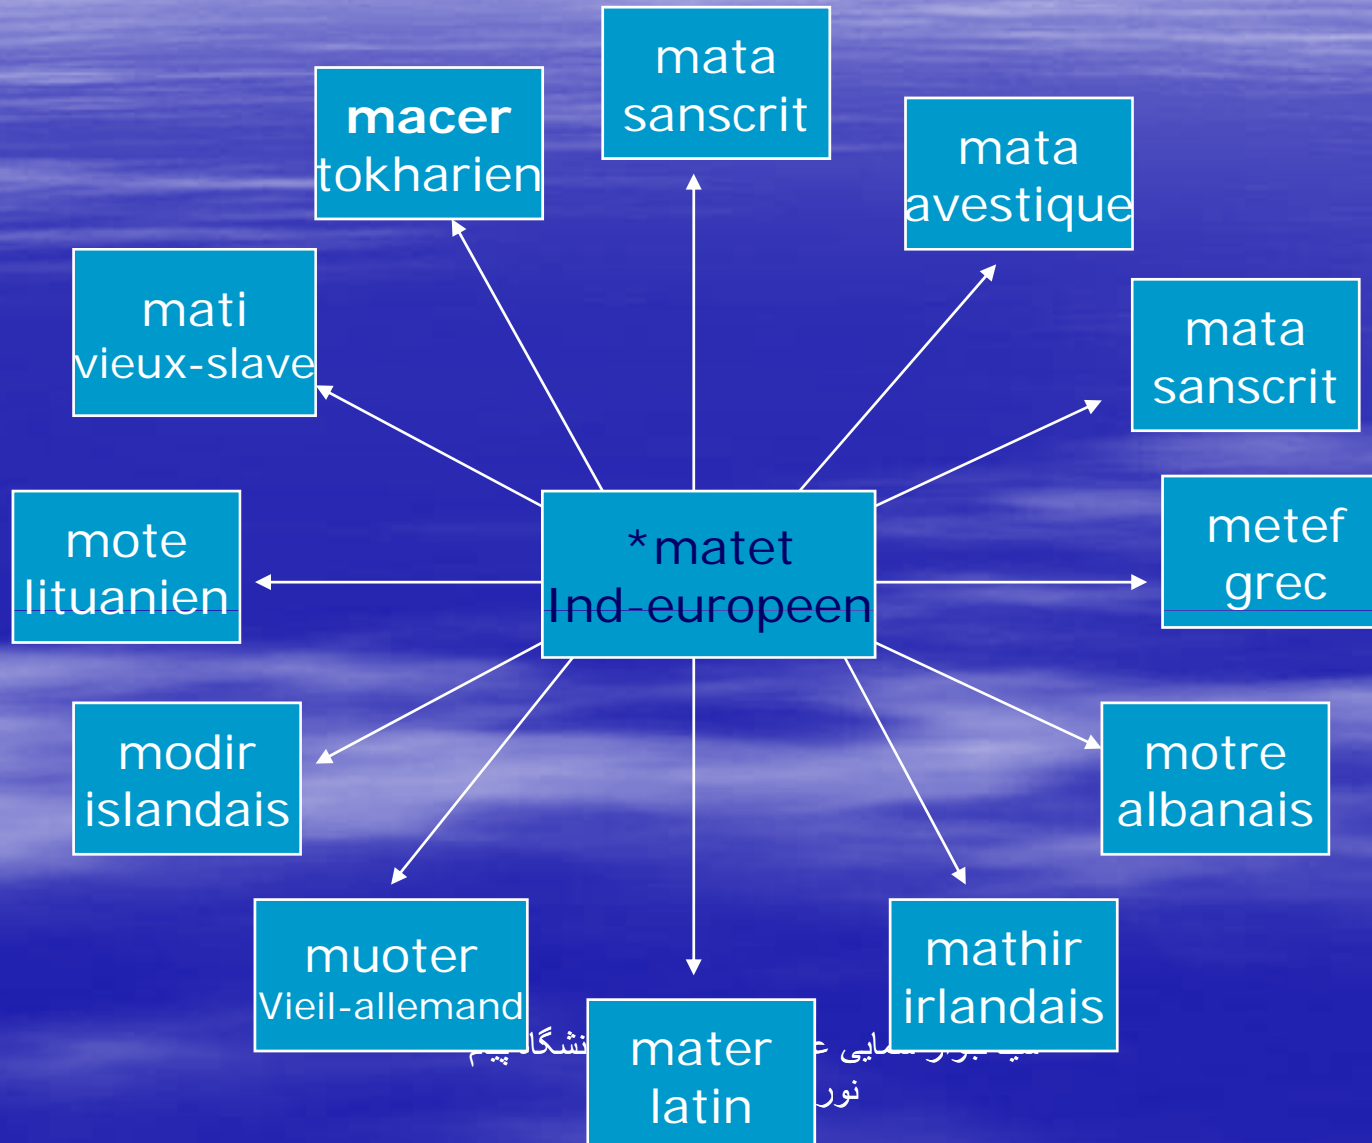 mata
sanscrit
macer
tokharien
mata
avestique
mati
vieux-slave
mata
sanscrit
mote
lituanien
*matet
Ind-europeen
metef
grec
modir
islandais
motre
albanais
muoter
Vieil-allemand
mater
latin
mathir
irlandais
نور